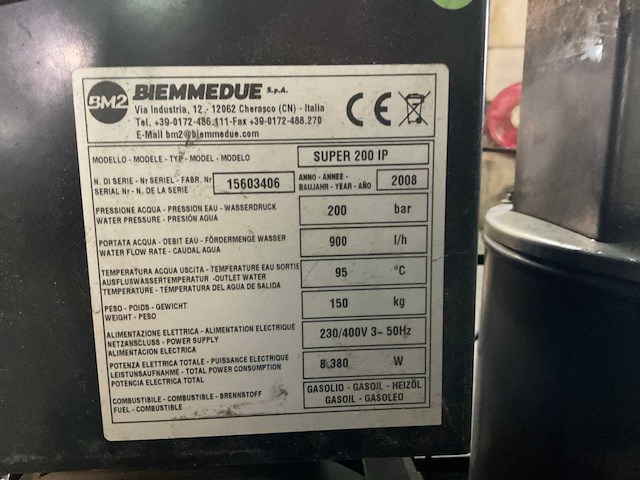 BM2 BIEMMEDUE S.p.A.
Via Industria, 12 - 12062 Cherasco (CN) - Italia
Tel. +39-0172-486.111-Fax +39-0172-488.270
E-Mail bm2@biemmedue.com
CE
MODELLO - MODELE - TYP - MODEL - MODELO SUPER 200 IP
N. DI SERIE - Nr SERIEL - FABR. Nr
SERIAL Nr - N. DE LA SERIE 15603406
ANNO - ANNEE -
BAUJAHR - YEAR - AÑO 2008
PRESSIONE ACQUA - PRESSION EAU - WASSERDRUCK
WATER PRESSURE - PRESIÓN AGUA 200 bar
PORTATA ACQUA - DEBIT EAU - FÖRDERMENGE WASSER
WATER FLOW RATE - CAUDAL AGUA 900 l/h
TEMPERATURA ACQUA USCITA - TEMPERATURE EAU SORTIE
AUSFLUSSWASSERTEMPERATUR - OUTLET WATER
TEMPERATURE - TEMPERATURA DEL AGUA DE SALIDA 95 °C
PESO - POIDS - GEWICHT
WEIGHT - PESO 150 kg
ALIMENTAZIONE ELETTRICA - ALIMENTATION ELECTRIQUE
NETZANSCLUSS - POWER SUPPLY
ALIMENTACION ELECTRICA 230/400V 3~ 50Hz
POTENZA ELETTRICA TOTALE - PUISSANCE ELECTRIQUE
LEISTUNSAUFNAHME - TOTAL POWER CONSUMPTION
POTENCIA ELECTRICA TOTAL 8.380 W
COMBUSTIBILE - COMBUSTIBLE - BRENNSTOFF
FUEL - COMBUSTIBLE
GASOLIO - GASOIL - HEIZÖL
GASOIL - GASOLEO